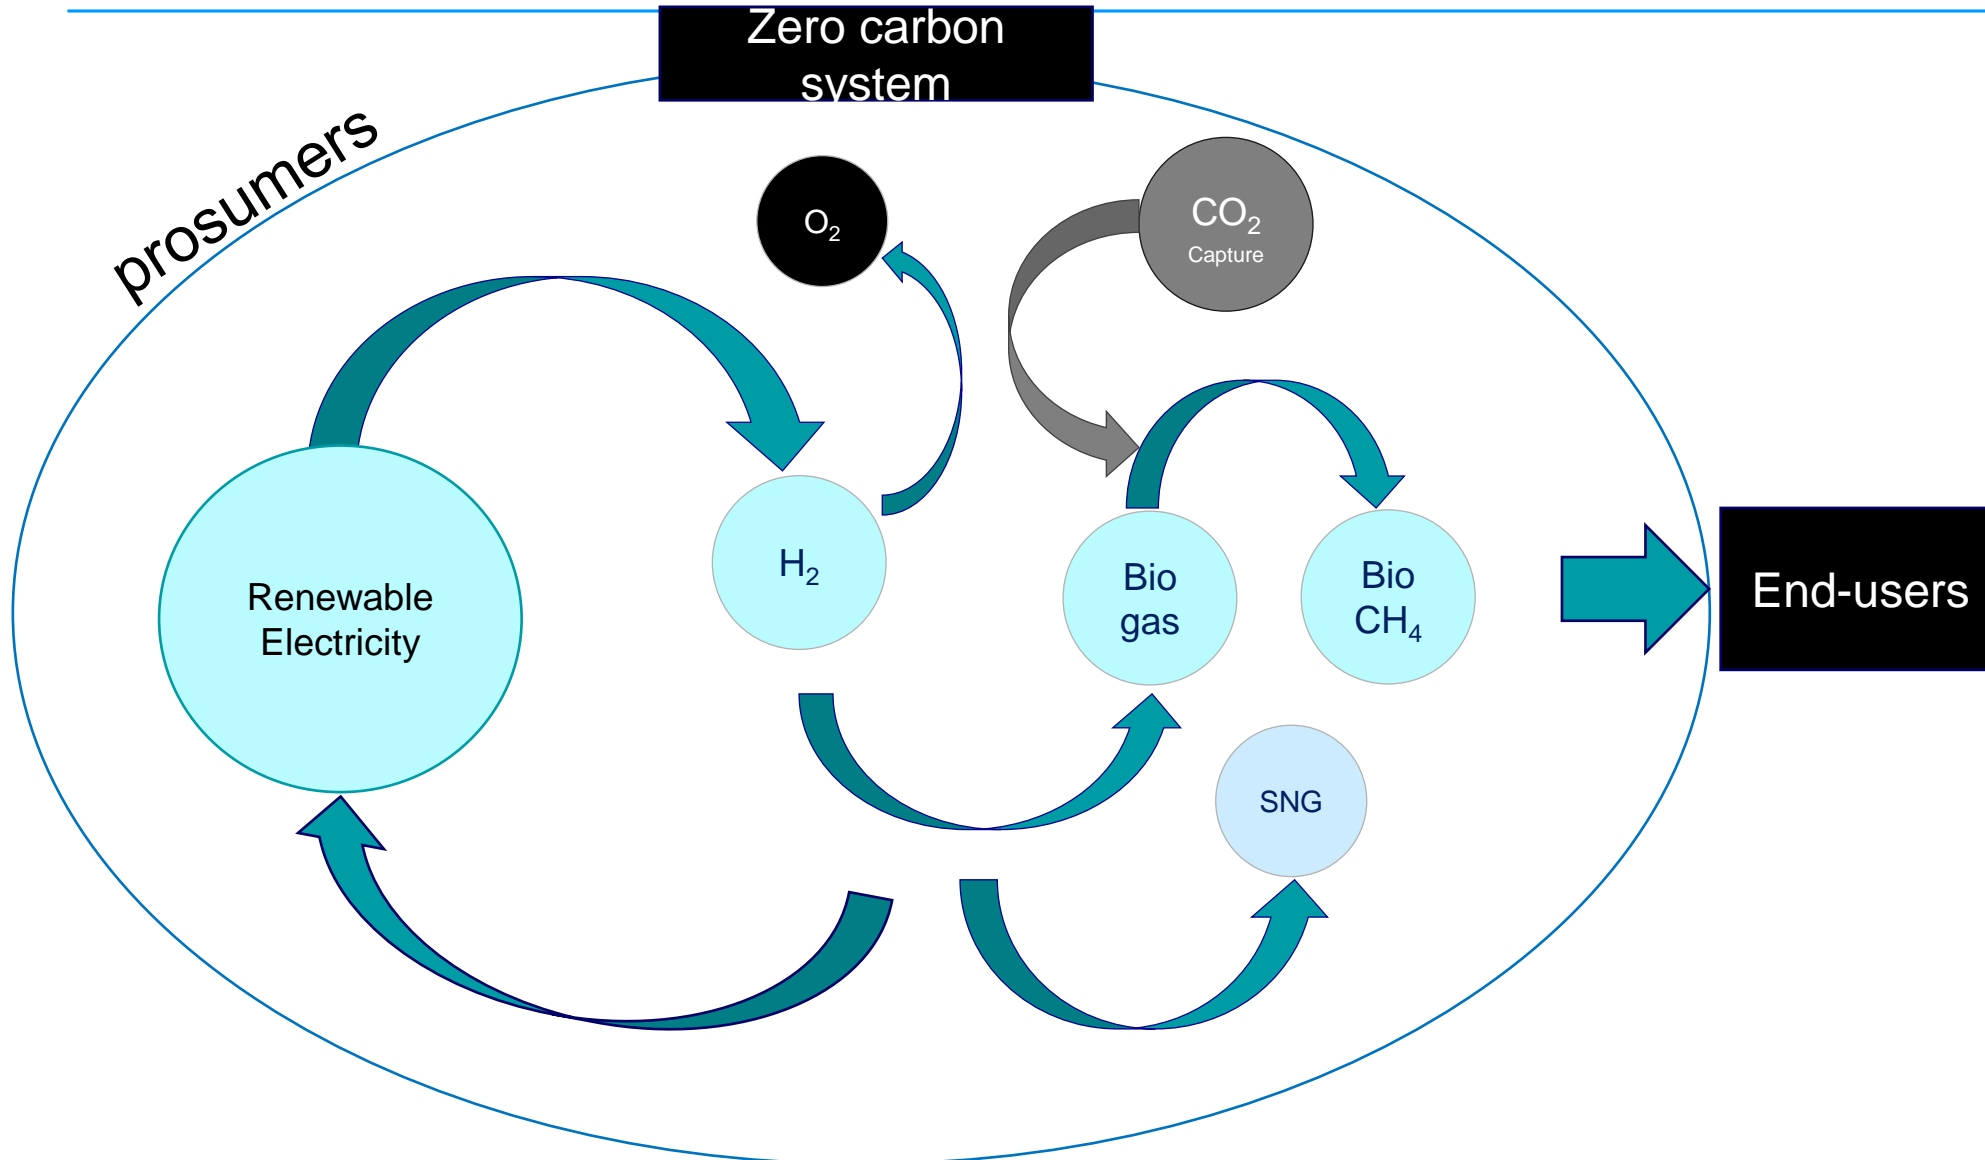 Zero carbon
system
prosumers
O₂
CO₂
Capture
Renewable
Electricity
H₂
Bio
gas
Bio
CH₄
End-users
SNG